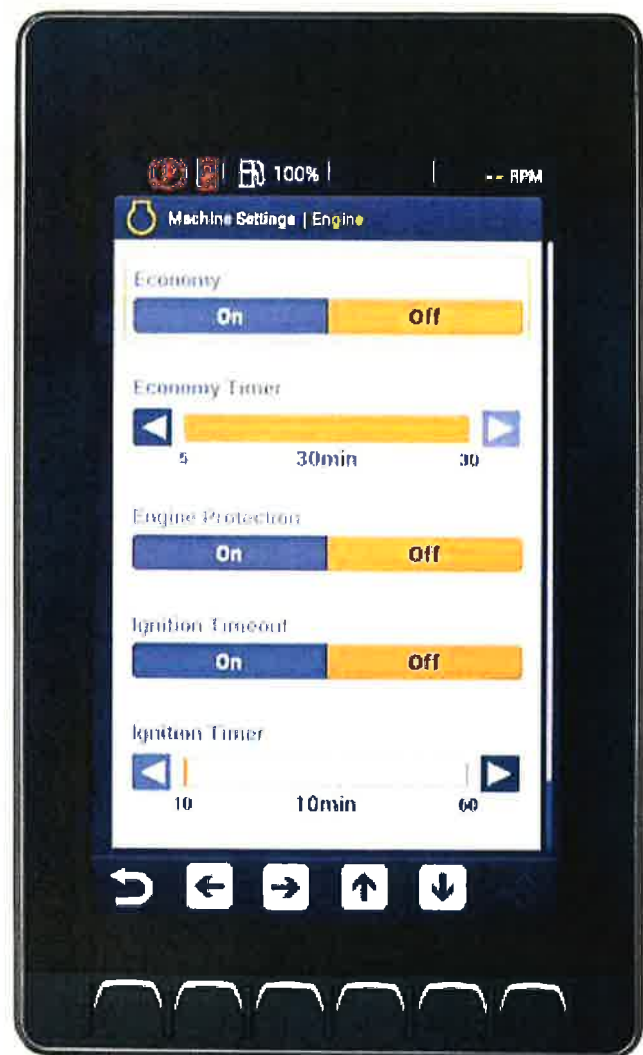 100% -- RPM
Machine Settings | Engine
Economy
On Off
Economy Timer
5 30min 30
Engine Protection
On Off
Ignition Timeout
On Off
Ignition Timer
10 10min 60